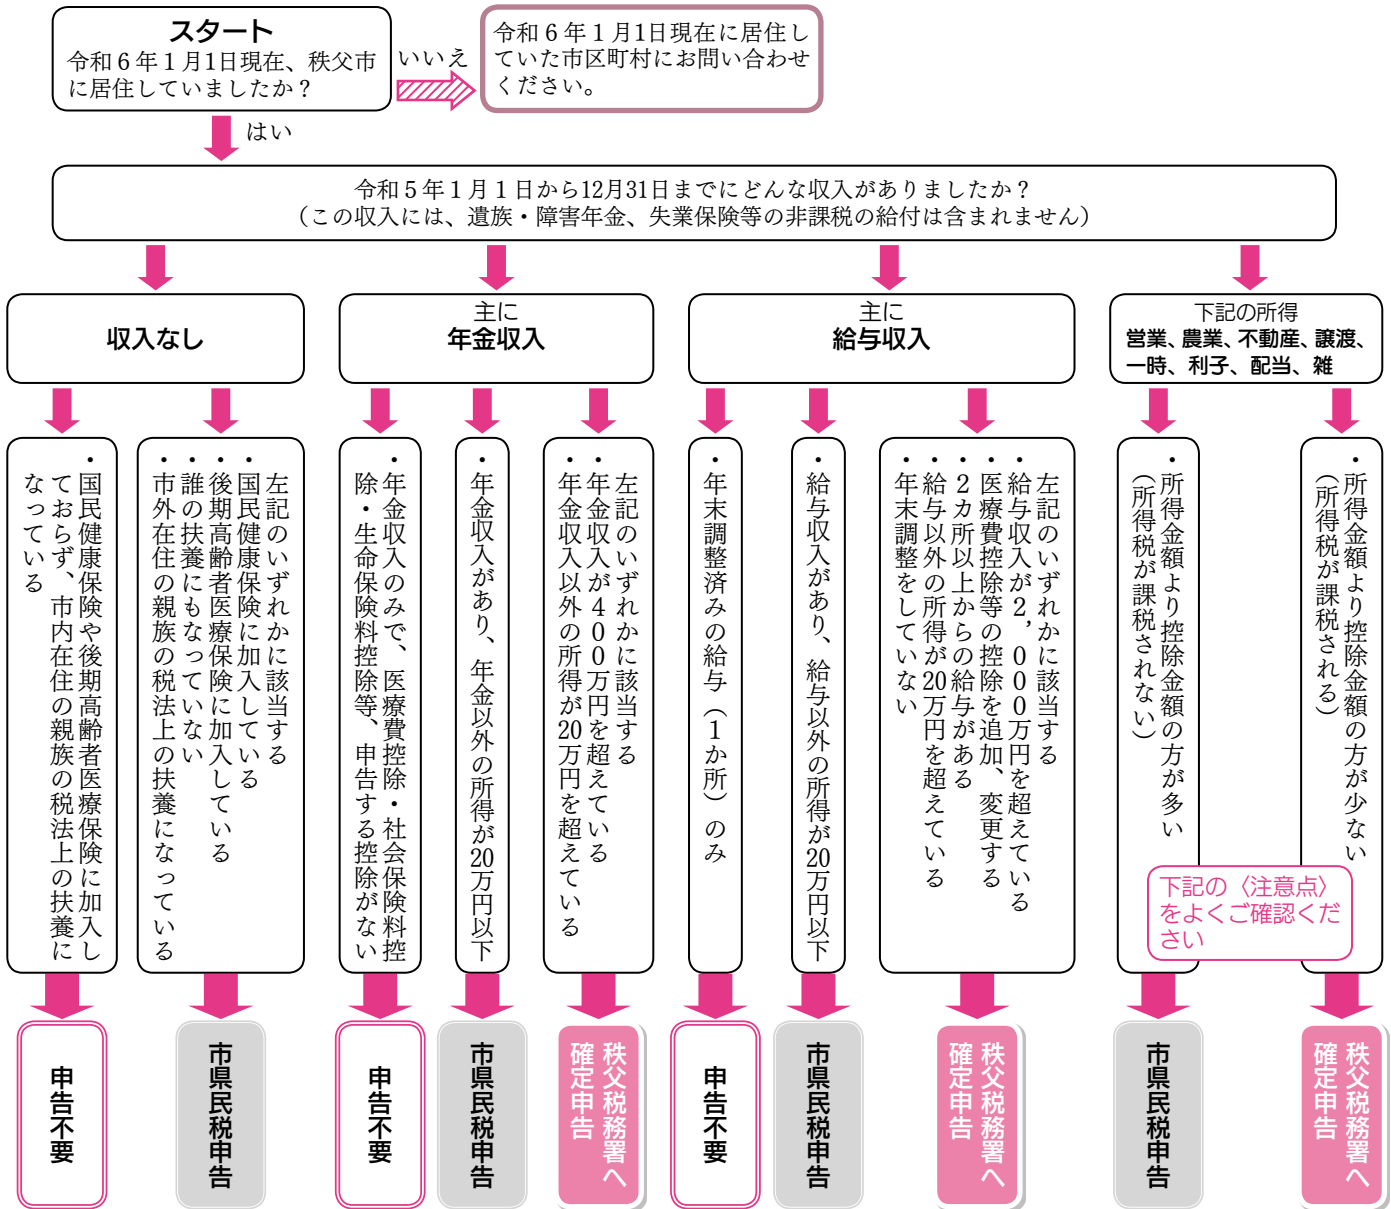 スタート
令和6年1月1日現在、秩父市
に居住していましたか？
いいえ
令和6年1月1日現在に居住し
ていた市区町村にお問い合わせ
ください。
はい
令和5年1月1日から12月31日までにどんな収入がありましたか？
（この収入には、遺族・障害年金、失業保険等の非課税の給付は含まれません）
収入なし
主に
年金収入
主に
給与収入
下記の所得
営業、農業、不動産、譲渡、
一時、利子、配当、雑
・国民健康保険や後期高齢者医療保険に加入し
ておらず、市内在住の親族の税法上の扶養に
なっている
左記のいずれかに該当する
・国民健康保険に加入している
・後期高齢者医療保険に加入している
・誰の扶養にもなっていない
・市外在住の親族の税法上の扶養になっている
・年金収入のみで、医療費控除・社会保険料控
除・生命保険料控除等、申告する控除がない
・年金収入があり、年金以外の所得が20万円以下
左記のいずれかに該当する
・年金収入が400万円を超えている
・年金収入以外の所得が20万円を超えている
・年末調整済みの給与（1か所）のみ
・給与収入があり、給与以外の所得が20万円以下
左記のいずれかに該当する
・給与収入が2，000万円を超えている
・医療費控除等の控除を追加、変更する
・2カ所以上からの給与がある
・給与以外の所得が20万円を超えている
・年末調整をしていない
・所得金額より控除金額の方が多い
（所得税が課税されない）
・所得金額より控除金額の方が少ない
（所得税が課税される）
下記の〈注意点〉
をよくご確認くだ
さい
申告不要
市県民税申告
申告不要
市県民税申告
秩父税務署へ
確定申告
申告不要
市県民税申告
秩父税務署へ
確定申告
市県民税申告
秩父税務署へ
確定申告